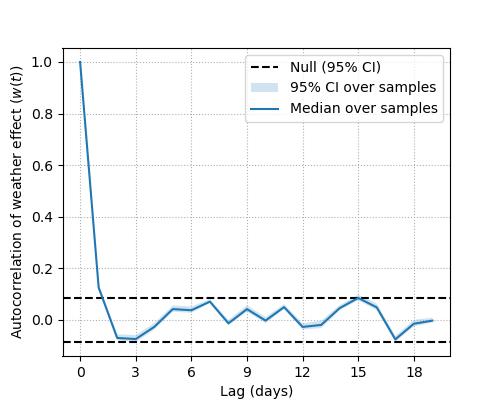 Null (95% CI)
95% CI over samples
Median over samples
Autocorrelation of weather effect (w(t))
1.0
0.8
0.6
0.4
0.2
0.0
0 3 6 9 12 15 18
Lag (days)